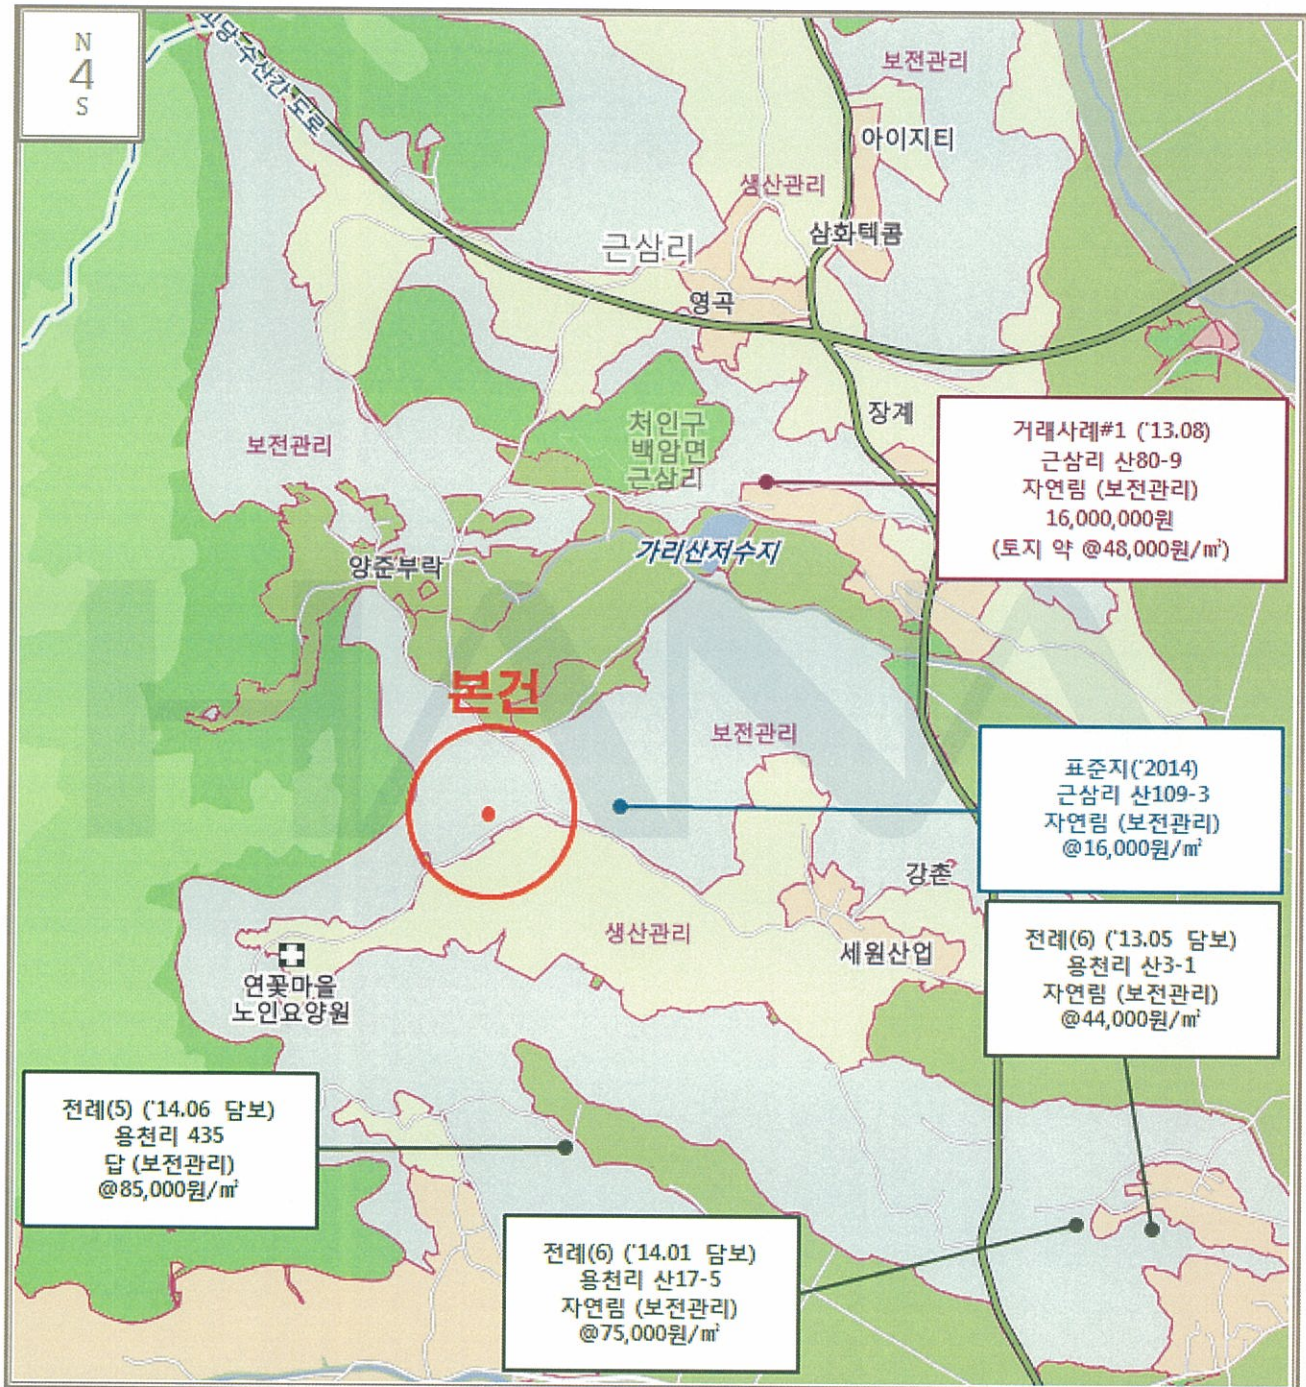 N
4
S
고당-수산간도로
보전관리
아이지티
생산관리
삼화텍콤
근삼리
영곡
장계
처인구
백암면
근삼리
보전관리
거래사례#1 ('13.08)
근삼리 산80-9
자연림 (보전관리)
16,000,000원
(토지 약 @48,000원/㎡)
가리산저수지
양준부락
본건
보전관리
표준지('2014)
근삼리 산109-3
자연림 (보전관리)
@16,000원/㎡
강촌
생산관리
세원산업
전례(6) ('13.05 담보)
용천리 산3-1
자연림 (보전관리)
@44,000원/㎡
연꽃마을
노인요양원
전례(5) ('14.06 담보)
용천리 435
답 (보전관리)
@85,000원/㎡
전례(6) ('14.01 담보)
용천리 산17-5
자연림 (보전관리)
@75,000원/㎡